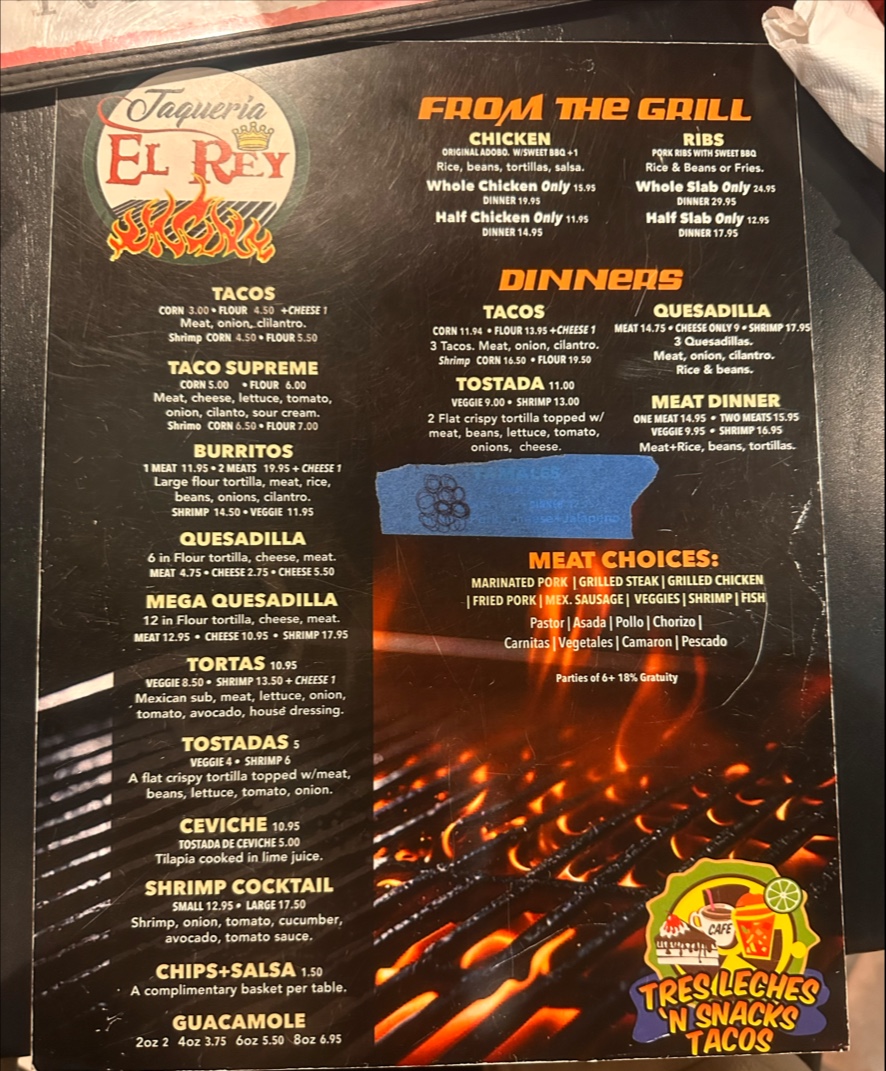 Taqueria
EL REY
TACOS
CORN 3.00 • FLOUR 4.50 +CHEESE 1
Meat, onion, cilantro.
Shrimp CORN 4.50 • FLOUR 5.50
TACO SUPREME
CORN 5.00 • FLOUR 6.00
Meat, cheese, lettuce, tomato,
onion, cilanto, sour cream.
Shrimo CORN 6.50 • FLOUR 7.00
BURRITOS
1 MEAT 11.95 • 2 MEATS 19.95 + CHEESE 1
Large flour tortilla, meat, rice,
beans, onions, cilantro.
SHRIMP 14.50 • VEGGIE 11.95
QUESADILLA
6 in Flour tortilla, cheese, meat.
MEAT 4.75 • CHEESE 2.75 • CHEESE 5.50
MEGA QUESADILLA
12 in Flour tortilla, cheese, meat.
MEAT 12.95 • CHEESE 10.95 • SHRIMP 17.95
TORTAS 10.95
VEGGIE 8.50 • SHRIMP 13.50 + CHEESE 1
Mexican sub, meat, lettuce, onion,
tomato, avocado, house dressing.
TOSTADAS 5
VEGGIE 4 • SHRIMP 6
A flat crispy tortilla topped w/meat,
beans, lettuce, tomato, onion.
CEVICHE 10.95
TOSTADA DE CEVICHE 5.00
Tilapia cooked in lime juice.
SHRIMP COCKTAIL
SMALL 12.95 • LARGE 17.50
Shrimp, onion, tomato, cucumber,
avocado, tomato sauce.
CHIPS+SALSA 1.50
A complimentary basket per table.
GUACAMOLE
2oz 2 4oz 3.75 6oz 5.50 8oz 6.95
FROM THE GRILL
CHICKEN
ORIGINAL ADOBO. W/SWEET BBQ +1
Rice, beans, tortillas, salsa.
Whole Chicken Only 15.95
DINNER 19.95
Half Chicken Only 11.95
DINNER 14.95
RIBS
PORK RIBS WITH SWEET BBQ
Rice & Beans or Fries.
Whole Slab Only 24.95
DINNER 29.95
Half Slab Only 12.95
DINNER 17.95
DINNERS
TACOS
CORN 11.94 • FLOUR 13.95 +CHEESE 1
3 Tacos. Meat, onion, cilantro.
Shrimp CORN 16.50 • FLOUR 19.50
TOSTADA 11.00
VEGGIE 9.00 • SHRIMP 13.00
2 Flat crispy tortilla topped w/
meat, beans, lettuce, tomato,
onions, cheese.
QUESADILLA
MEAT 14.75 • CHEESE ONLY 9 • SHRIMP 17.95
3 Quesadillas.
Meat, onion, cilantro.
Rice & beans.
MEAT DINNER
ONE MEAT 14.95 • TWO MEATS 15.95
VEGGIE 9.95 • SHRIMP 16.95
Meat+Rice, beans, tortillas.
MEAT CHOICES:
MARINATED PORK | GRILLED STEAK | GRILLED CHICKEN
| FRIED PORK | MEX. SAUSAGE | VEGGIES | SHRIMP | FISH
Pastor | Asada | Pollo | Chorizo |
Carnitas | Vegetales | Camaron | Pescado
Parties of 6+ 18% Gratuity
CAFE
TRES LECHES
'N SNACKS
TACOS